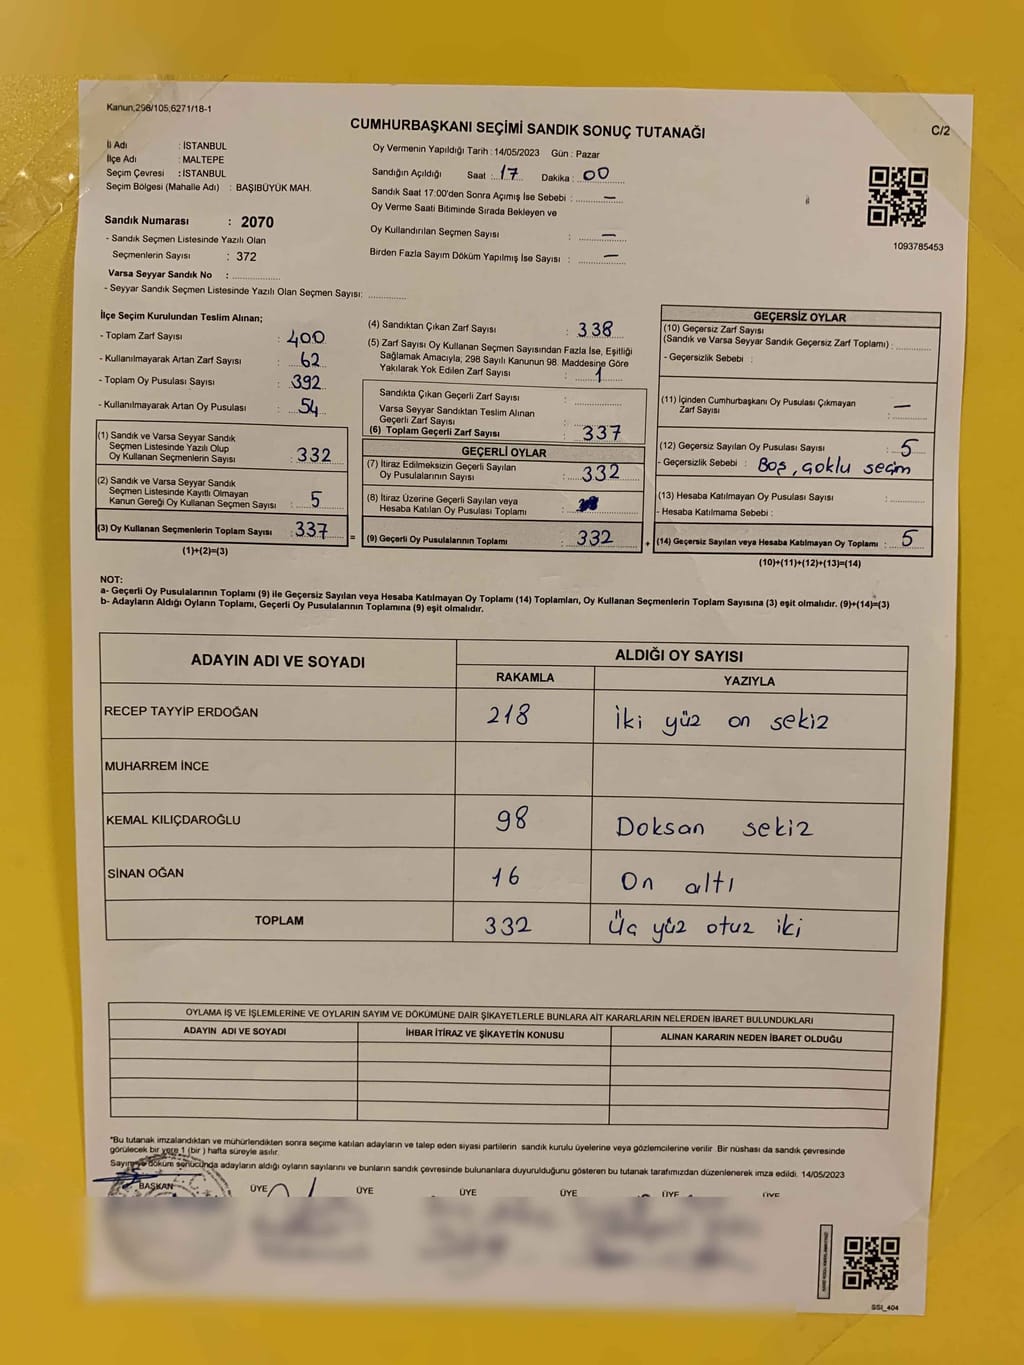 Kanun,298/105,6271/18-1
C/2
CUMHURBAŞKANI SEÇİMİ SANDIK SONUÇ TUTANAĞI
İli Adı : İSTANBUL
İlçe Adı : MALTEPE
Seçim Çevresi : İSTANBUL
Seçim Bölgesi (Mahalle Adı) : BAŞIBÜYÜK MAH.
Sandık Numarası : 2070
- Sandık Seçmen Listesinde Yazılı Olan
Seçmenlerin Sayısı : 372
Varsa Seyyar Sandık No :
- Seyyar Sandık Seçmen Listesinde Yazılı Olan Seçmen Sayısı:
Oy Vermenin Yapıldığı Tarih : 14/05/2023 Gün : Pazar
Sandığın Açıldığı Saat : 17 Dakika : 00
Sandık Saat 17:00'den Sonra Açımış İse Sebebi : —
Oy Verme Saati Bitiminde Sırada Bekleyen ve
Oy Kullandırılan Seçmen Sayısı : —
Birden Fazla Sayım Döküm Yapılmış İse Sayısı : —
1093785453
İlçe Seçim Kurulundan Teslim Alınan;
- Toplam Zarf Sayısı : 400
- Kullanılmayarak Artan Zarf Sayısı : 62
- Toplam Oy Pusulası Sayısı : 392
- Kullanılmayarak Artan Oy Pusulası : 54
(1) Sandık ve Varsa Seyyar Sandık
Seçmen Listesinde Yazılı Olup
Oy Kullanan Seçmenlerin Sayısı : 332
(2) Sandık ve Varsa Seyyar Sandık
Seçmen Listesinde Kayıtlı Olmayan
Kanun Gereği Oy Kullanan Seçmen Sayısı : 5
(3) Oy Kullanan Seçmenlerin Toplam Sayısı : 337
(1)+(2)=(3)
(4) Sandıktan Çıkan Zarf Sayısı : 338
(5) Zarf Sayısı Oy Kullanan Seçmen Sayısından Fazla İse, Eşitliği
Sağlamak Amacıyla, 298 Sayılı Kanunun 98. Maddesine Göre
Yakılarak Yok Edilen Zarf Sayısı : 1
Sandıkta Çıkan Geçerli Zarf Sayısı :
Varsa Seyyar Sandıktan Teslim Alınan
Geçerli Zarf Sayısı :
(6) Toplam Geçerli Zarf Sayısı : 337
GEÇERLİ OYLAR
(7) İtiraz Edilmeksizin Geçerli Sayılan
Oy Pusulalarının Sayısı : 332
(8) İtiraz Üzerine Geçerli Sayılan veya
Hesaba Katılan Oy Pusulası Toplamı :
= (9) Geçerli Oy Pusulalarının Toplamı : 332
GEÇERSİZ OYLAR
(10) Geçersiz Zarf Sayısı
(Sandık ve Varsa Seyyar Sandık Geçersiz Zarf Toplamı) :
- Geçersizlik Sebebi :
(11) İçinden Cumhurbaşkanı Oy Pusulası Çıkmayan
Zarf Sayısı : —
(12) Geçersiz Sayılan Oy Pusulası Sayısı : 5
- Geçersizlik Sebebi : Boş, çoklu seçim
(13) Hesaba Katılmayan Oy Pusulası Sayısı :
- Hesaba Katılmama Sebebi :
+ (14) Geçersiz Sayılan veya Hesaba Katılmayan Oy Toplamı : 5
(10)+(11)+(12)+(13)=(14)
NOT:
a- Geçerli Oy Pusulalarının Toplamı (9) ile Geçersiz Sayılan veya Hesaba Katılmayan Oy Toplamı (14) Toplamları, Oy Kullanan Seçmenlerin Toplam Sayısına (3) eşit olmalıdır. (9)+(14)=(3)
b- Adayların Aldığı Oyların Toplamı, Geçerli Oy Pusulalarının Toplamına (9) eşit olmalıdır.
ADAYIN ADI VE SOYADI ALDIĞI OY SAYISI
RAKAMLA YAZIYLA
RECEP TAYYİP ERDOĞAN 218 İki yüz on sekiz
MUHARREM İNCE
KEMAL KILIÇDAROĞLU 98 Doksan sekiz
SİNAN OĞAN 16 On altı
TOPLAM 332 Üç yüz otuz iki
OYLAMA İŞ VE İŞLEMLERİNE VE OYLARIN SAYIM VE DÖKÜMÜNE DAİR ŞİKAYETLERLE BUNLARA AİT KARARLARIN NELERDEN İBARET BULUNDUKLARI
ADAYIN ADI VE SOYADI İHBAR İTİRAZ VE ŞİKAYETİN KONUSU ALINAN KARARIN NEDEN İBARET OLDUĞU
*Bu tutanak imzalandıktan ve mühürlendikten sonra seçime katılan adayların ve talep eden siyasi partilerin sandık kurulu üyelerine veya gözlemcilerine verilir. Bir nüshası da sandık çevresinde
görülecek bir yere 1 (bir ) hafta süreyle asılır.
Sayım ve döküm sonucunda adayların aldığı oyların sayılarını ve bunların sandık çevresinde bulunanlara duyurulduğunu gösteren bu tutanak tarafımızdan düzenlenerek imza edildi. 14/05/2023
BAŞKAN ÜYE ÜYE ÜYE ÜYE ÜYE ÜYE
SSI_404